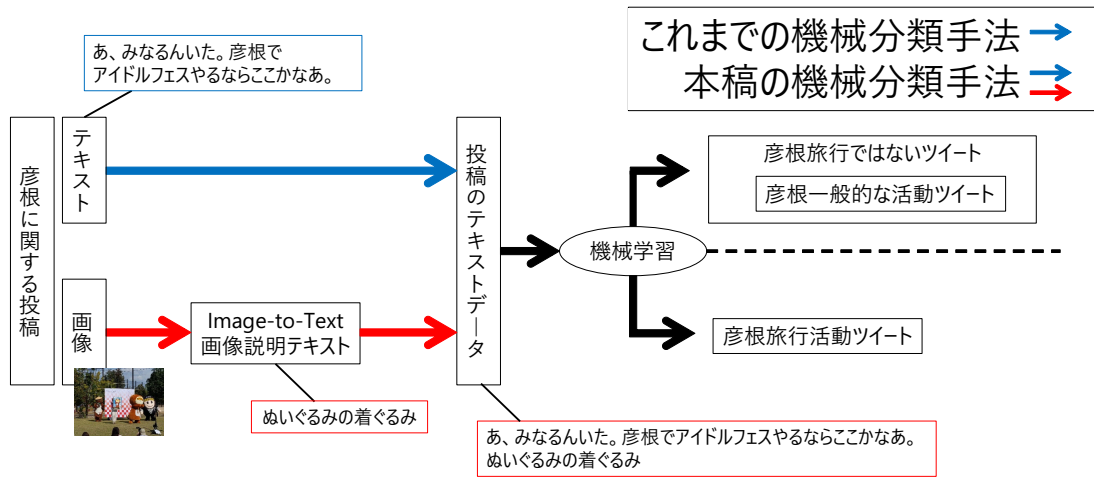 これまでの機械分類手法
本稿の機械分類手法
あ、みなるんいた。彦根で
アイドルフェスやるならここかなあ。
彦根に関する投稿
テキスト
画像
Image-to-Text
画像説明テキスト
ぬいぐるみの着ぐるみ
投稿のテキストデータ
あ、みなるんいた。彦根でアイドルフェスやるならここかなあ。
ぬいぐるみの着ぐるみ
機械学習
彦根旅行ではないツイート
彦根一般的な活動ツイート
彦根旅行活動ツイート